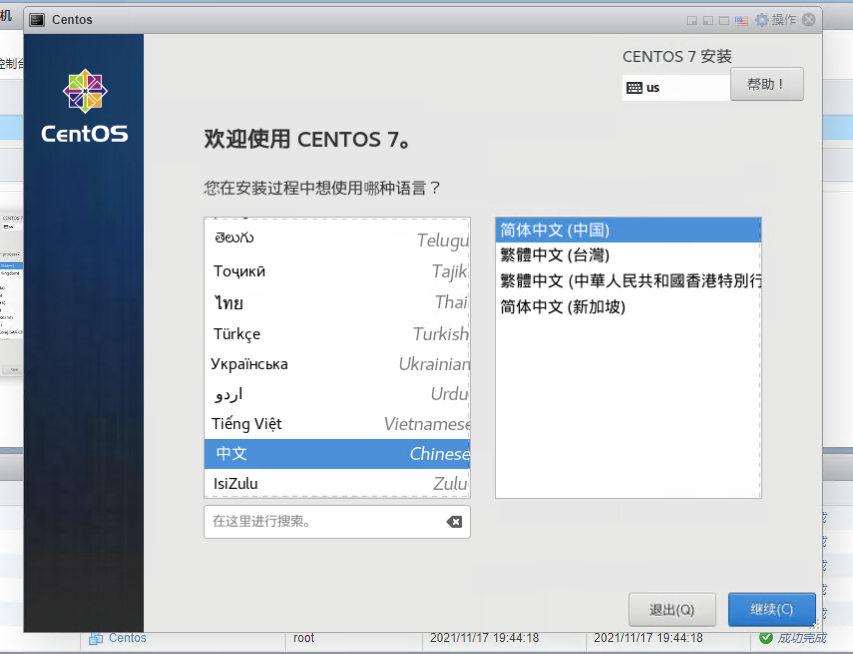 机
Centos
操作
控制台
CentOS
CENTOS 7 安装
us
帮助！
欢迎使用 CENTOS 7。
您在安装过程中想使用哪种语言？
తెలుగు Telugu
Тоҷикӣ Tajik
ไทย Thai
Türkçe Turkish
Українська Ukrainian
اردو Urdu
Tiếng Việt Vietnamese
中文 Chinese
IsiZulu Zulu
简体中文 (中国)
繁體中文 (台灣)
繁體中文 (中華人民共和國香港特別行
简体中文 (新加坡)
在这里进行搜索。
退出(Q)
继续(C)
Centos root 2021/11/17 19:44:18 2021/11/17 19:44:18 成功完成